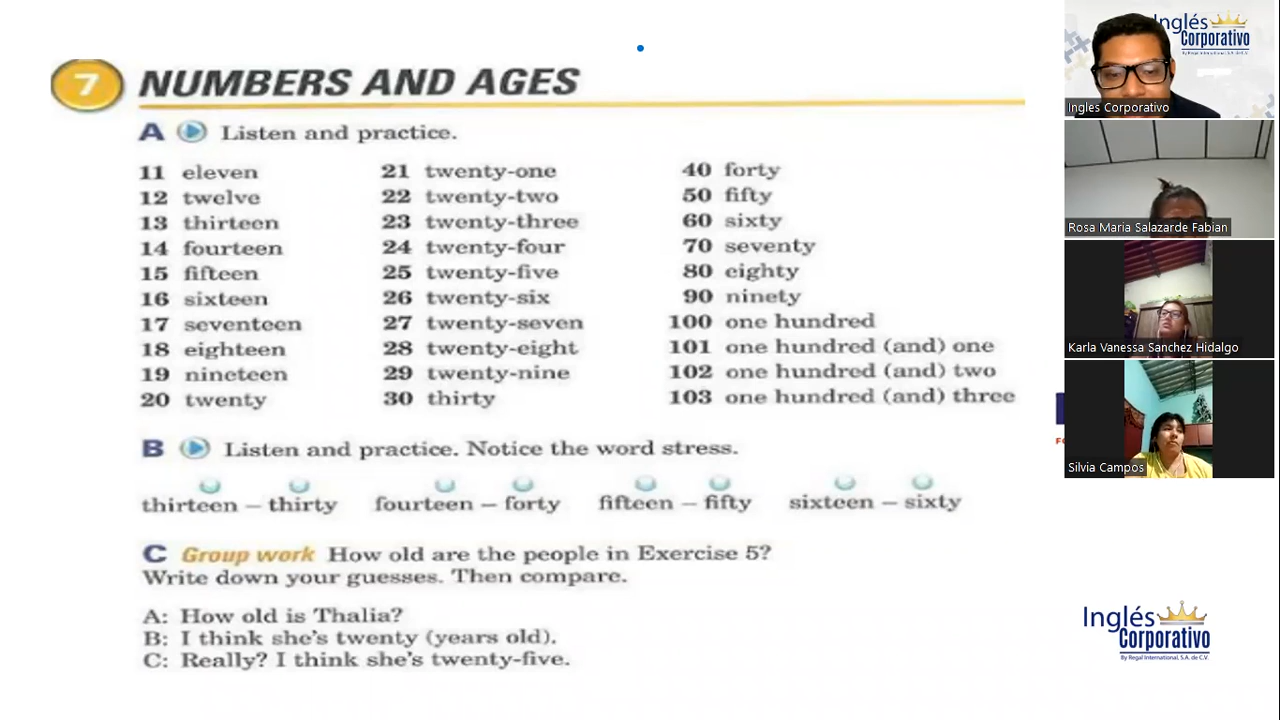 7 NUMBERS AND AGES
A Listen and practice.
11 eleven 21 twenty-one 40 forty
12 twelve 22 twenty-two 50 fifty
13 thirteen 23 twenty-three 60 sixty
14 fourteen 24 twenty-four 70 seventy
15 fifteen 25 twenty-five 80 eighty
16 sixteen 26 twenty-six 90 ninety
17 seventeen 27 twenty-seven 100 one hundred
18 eighteen 28 twenty-eight 101 one hundred (and) one
19 nineteen 29 twenty-nine 102 one hundred (and) two
20 twenty 30 thirty 103 one hundred (and) three
B Listen and practice. Notice the word stress.
thirteen – thirty fourteen – forty fifteen – fifty sixteen – sixty
C Group work How old are the people in Exercise 5?
Write down your guesses. Then compare.
A: How old is Thalia?
B: I think she's twenty (years old).
C: Really? I think she's twenty-five.
Inglés
Corporativo
By Regal International, S.A. de C.V.
Ingles Corporativo
Rosa Maria Salazarde Fabian
Karla Vanessa Sanchez Hidalgo
Silvia Campos
Inglés
Corporativo
By Regal International, S.A. de C.V.